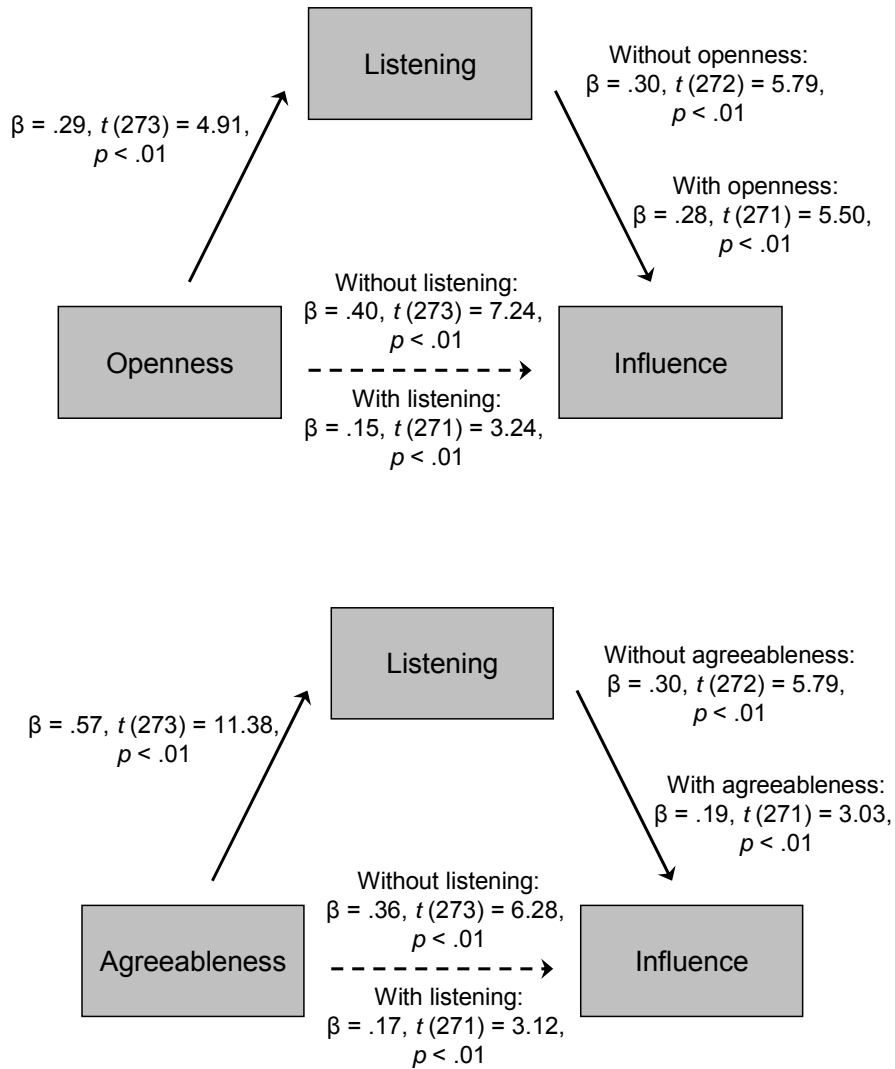 Listening
Without openness:
β = .30, t (272) = 5.79,
p < .01
β = .29, t (273) = 4.91,
p < .01
With openness:
β = .28, t (271) = 5.50,
p < .01
Without listening:
β = .40, t (273) = 7.24,
p < .01
Openness
Influence
With listening:
β = .15, t (271) = 3.24,
p < .01
Listening
Without agreeableness:
β = .30, t (272) = 5.79,
p < .01
β = .57, t (273) = 11.38,
p < .01
With agreeableness:
β = .19, t (271) = 3.03,
p < .01
Without listening:
β = .36, t (273) = 6.28,
p < .01
Agreeableness
Influence
With listening:
β = .17, t (271) = 3.12,
p < .01